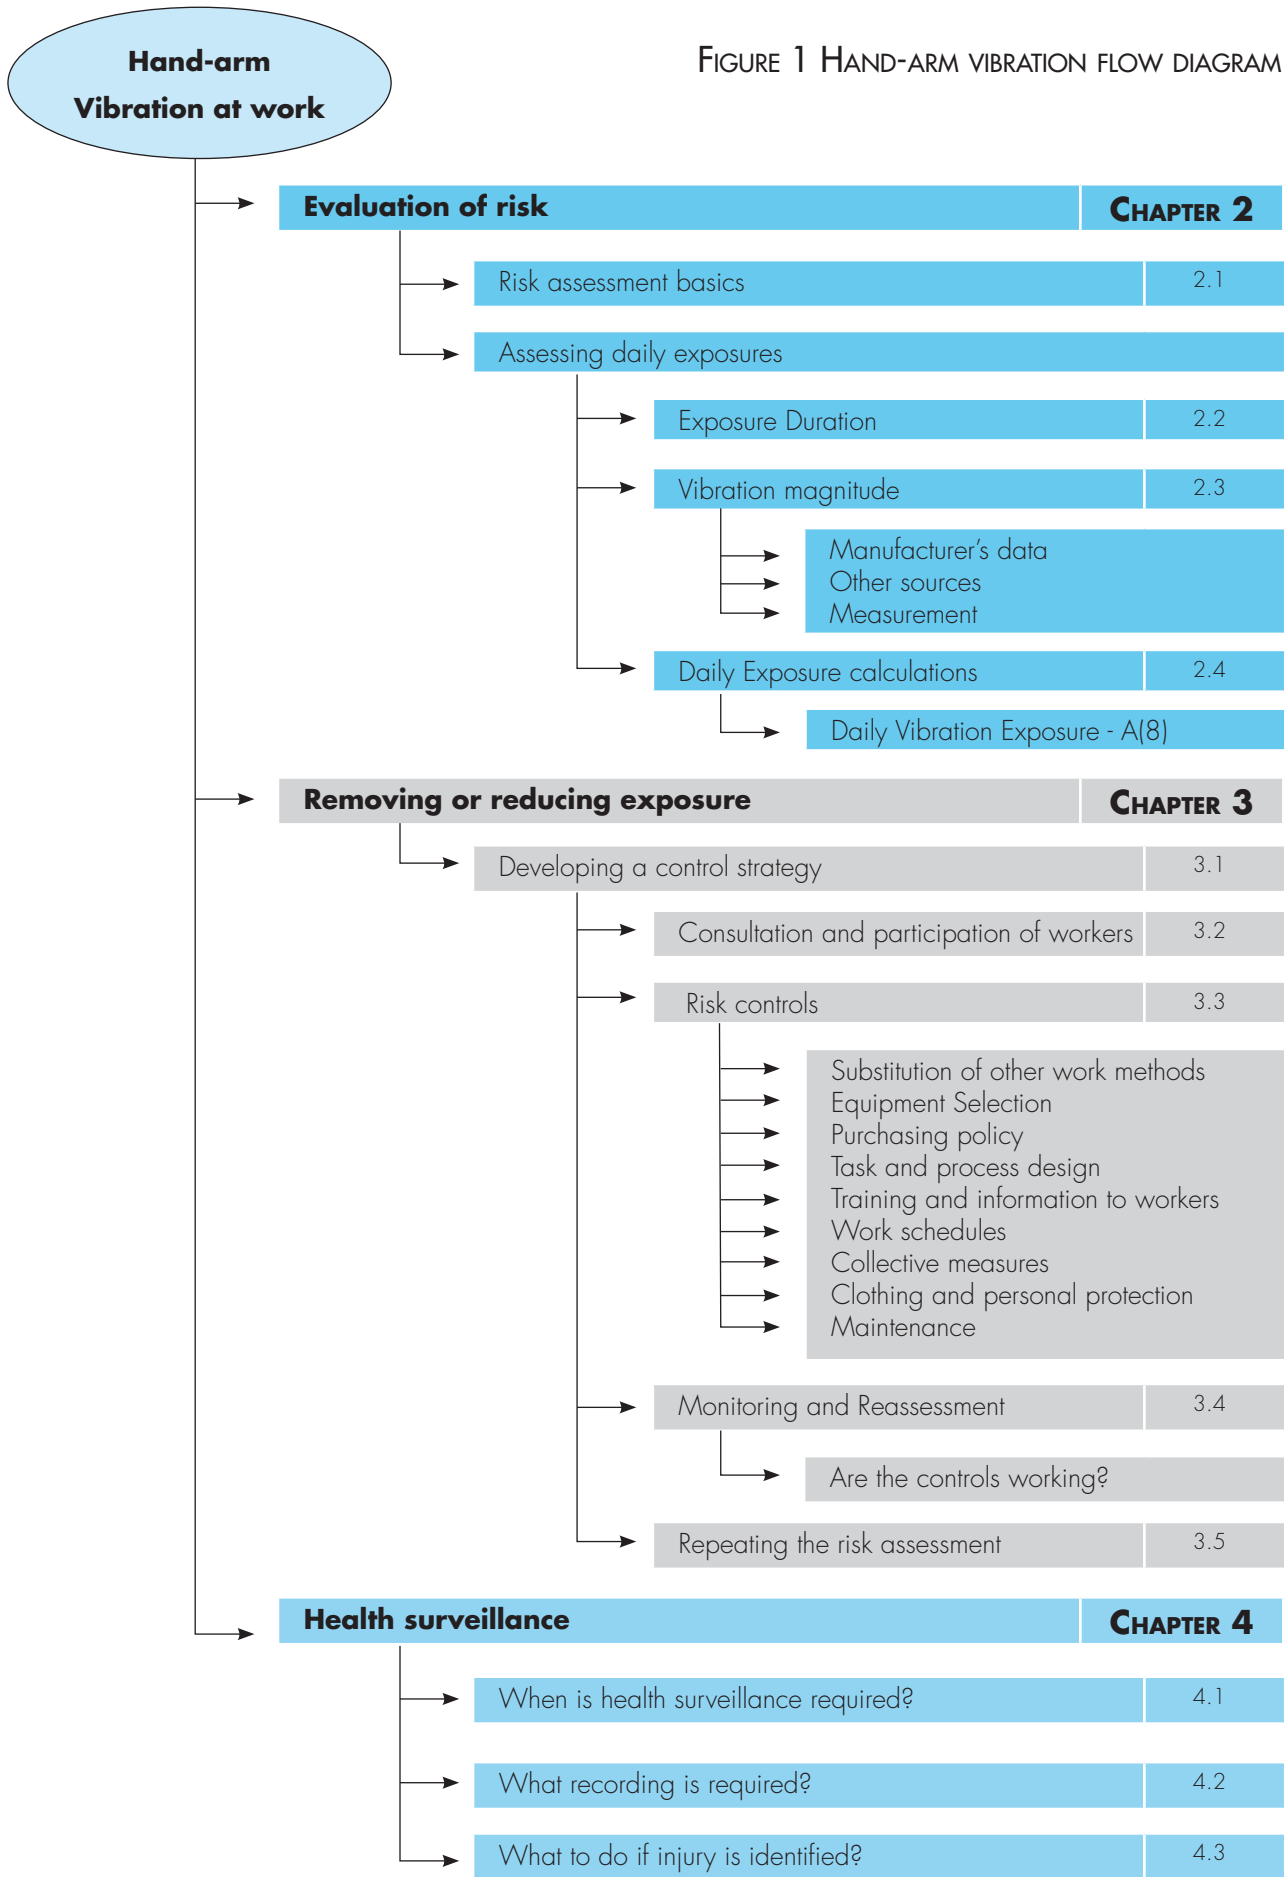 Hand-arm
Vibration at work
FIGURE 1 HAND-ARM VIBRATION FLOW DIAGRAM
Evaluation of risk CHAPTER 2
Risk assessment basics 2.1
Assessing daily exposures
Exposure Duration 2.2
Vibration magnitude 2.3
Manufacturer's data
Other sources
Measurement
Daily Exposure calculations 2.4
Daily Vibration Exposure - A(8)
Removing or reducing exposure CHAPTER 3
Developing a control strategy 3.1
Consultation and participation of workers 3.2
Risk controls 3.3
Substitution of other work methods
Equipment Selection
Purchasing policy
Task and process design
Training and information to workers
Work schedules
Collective measures
Clothing and personal protection
Maintenance
Monitoring and Reassessment 3.4
Are the controls working?
Repeating the risk assessment 3.5
Health surveillance CHAPTER 4
When is health surveillance required? 4.1
What recording is required? 4.2
What to do if injury is identified? 4.3